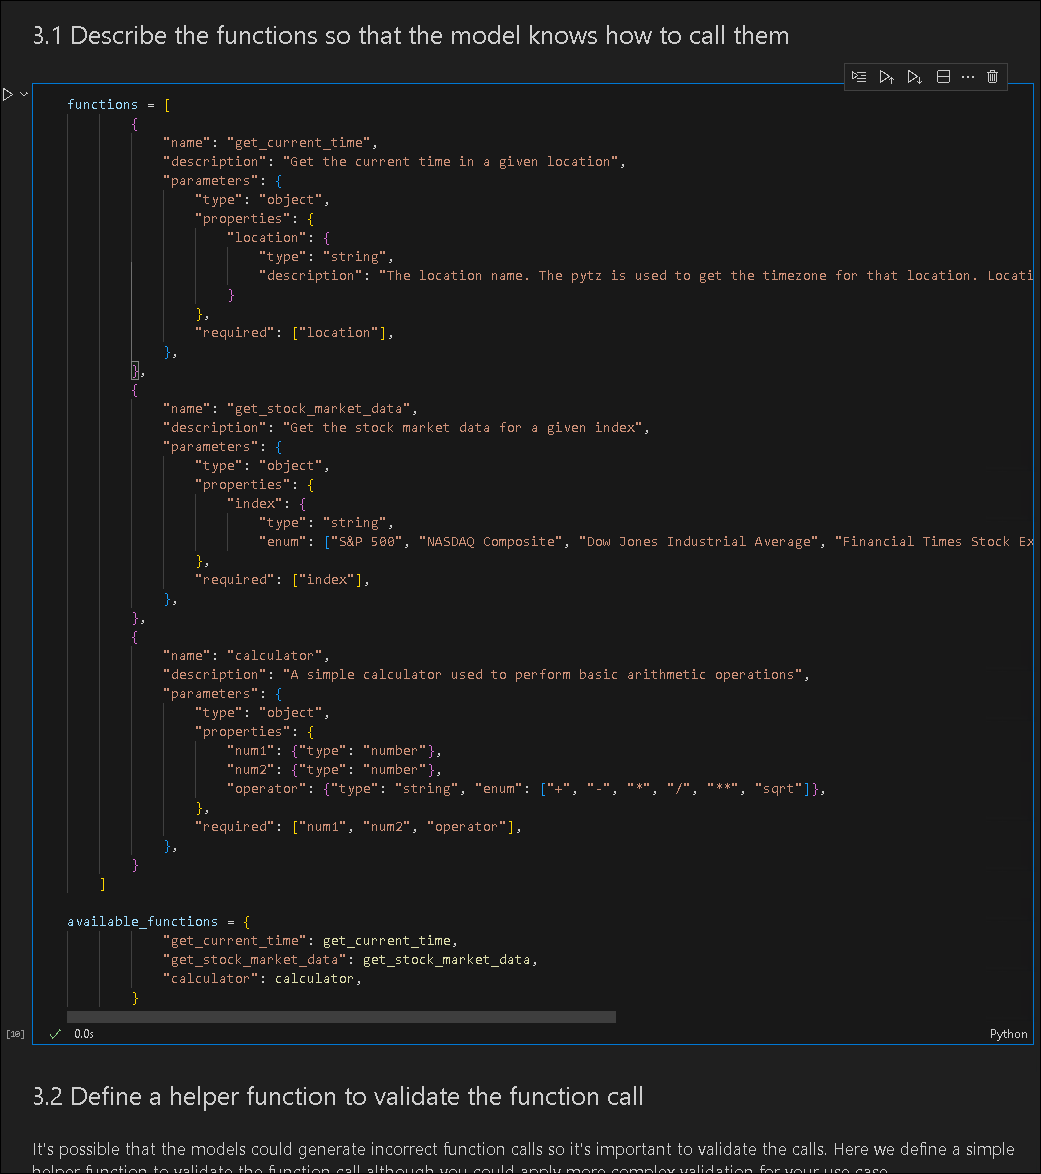 3.1 Describe the functions so that the model knows how to call them
functions = [
{
"name": "get_current_time",
"description": "Get the current time in a given location",
"parameters": {
"type": "object",
"properties": {
"location": {
"type": "string",
"description": "The location name. The pytz is used to get the timezone for that location. Locati
}
},
"required": ["location"],
},
},
{
"name": "get_stock_market_data",
"description": "Get the stock market data for a given index",
"parameters": {
"type": "object",
"properties": {
"index": {
"type": "string",
"enum": ["S&P 500", "NASDAQ Composite", "Dow Jones Industrial Average", "Financial Times Stock Ex
},
"required": ["index"],
},
},
{
"name": "calculator",
"description": "A simple calculator used to perform basic arithmetic operations",
"parameters": {
"type": "object",
"properties": {
"num1": {"type": "number"},
"num2": {"type": "number"},
"operator": {"type": "string", "enum": ["+", "-", "*", "/", "**", "sqrt"]},
},
"required": ["num1", "num2", "operator"],
},
}
]
available_functions = {
"get_current_time": get_current_time,
"get_stock_market_data": get_stock_market_data,
"calculator": calculator,
}
[10] 0.0s Python
3.2 Define a helper function to validate the function call
It's possible that the models could generate incorrect function calls so it's important to validate the calls. Here we define a simple
helper function to validate the function call although you could apply more complex validation for your use case.